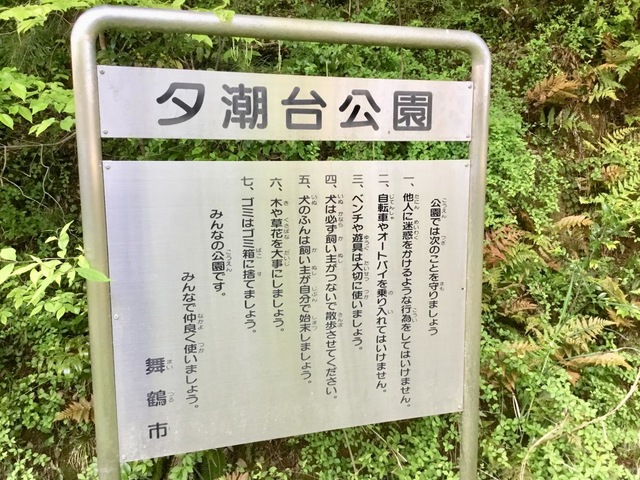 夕潮台公園
公園では次のことを守りましょう
一、他人に迷惑をかけるような行為をしてはいけません。
二、自転車やオートバイを乗り入れてはいけません。
三、ベンチや遊具は大切に使いましょう。
四、犬は必ず飼い主がつないで散歩させてください。
五、犬のふんは飼い主が自分で始末しましょう。
六、木や草花を大事にしましょう。
七、ゴミはゴミ箱に捨てましょう。
みんなの公園です。
みんなで仲良く使いましょう。
舞鶴市